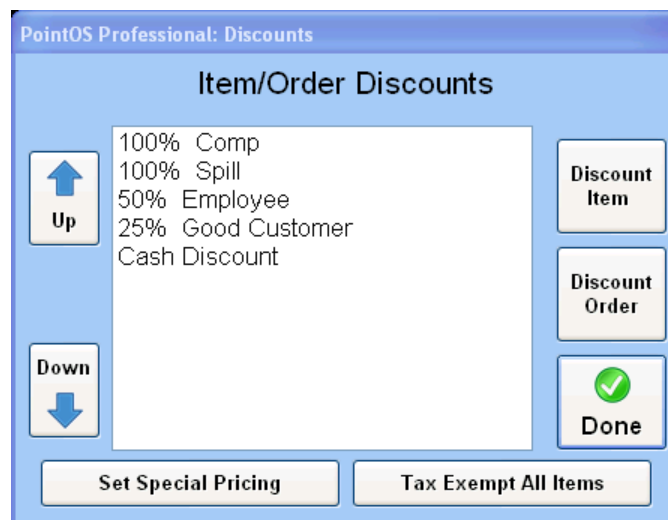 PointOS Professional: Discounts
Item/Order Discounts
100% Comp
100% Spill
50% Employee
25% Good Customer
Cash Discount
Up
Down
Discount
Item
Discount
Order
Done
Set Special Pricing
Tax Exempt All Items